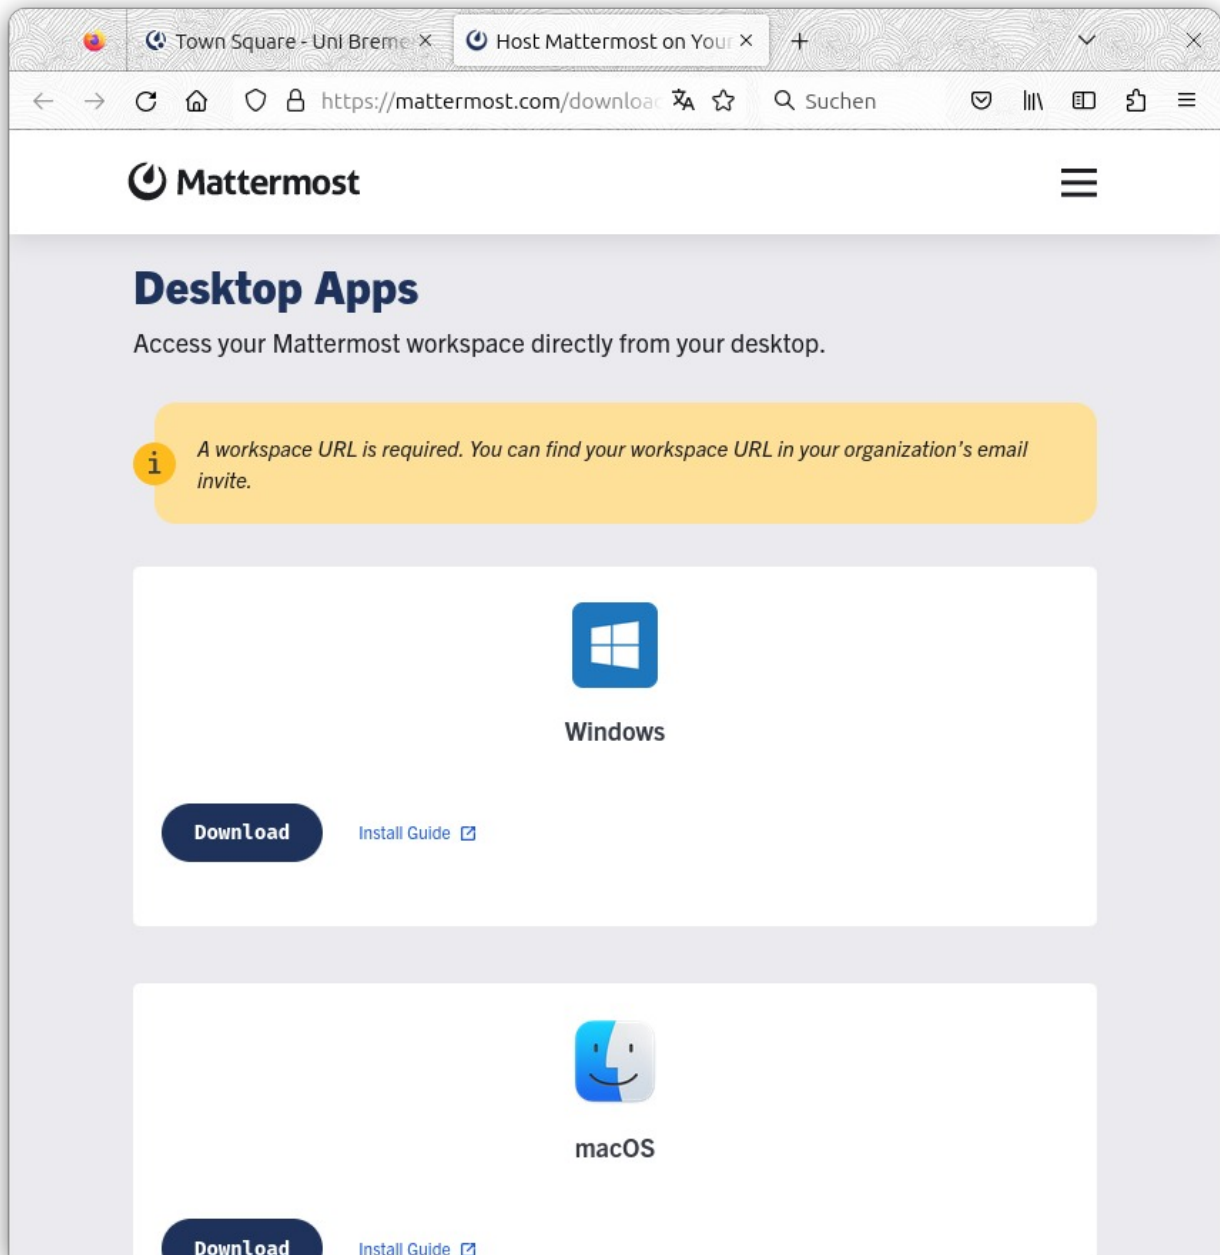 Town Square - Uni Breme
Host Mattermost on Your
https://mattermost.com/download
Suchen
Mattermost
Desktop Apps
Access your Mattermost workspace directly from your desktop.
i
A workspace URL is required. You can find your workspace URL in your organization's email
invite.
Windows
Download
Install Guide
macOS
Download
Install Guide